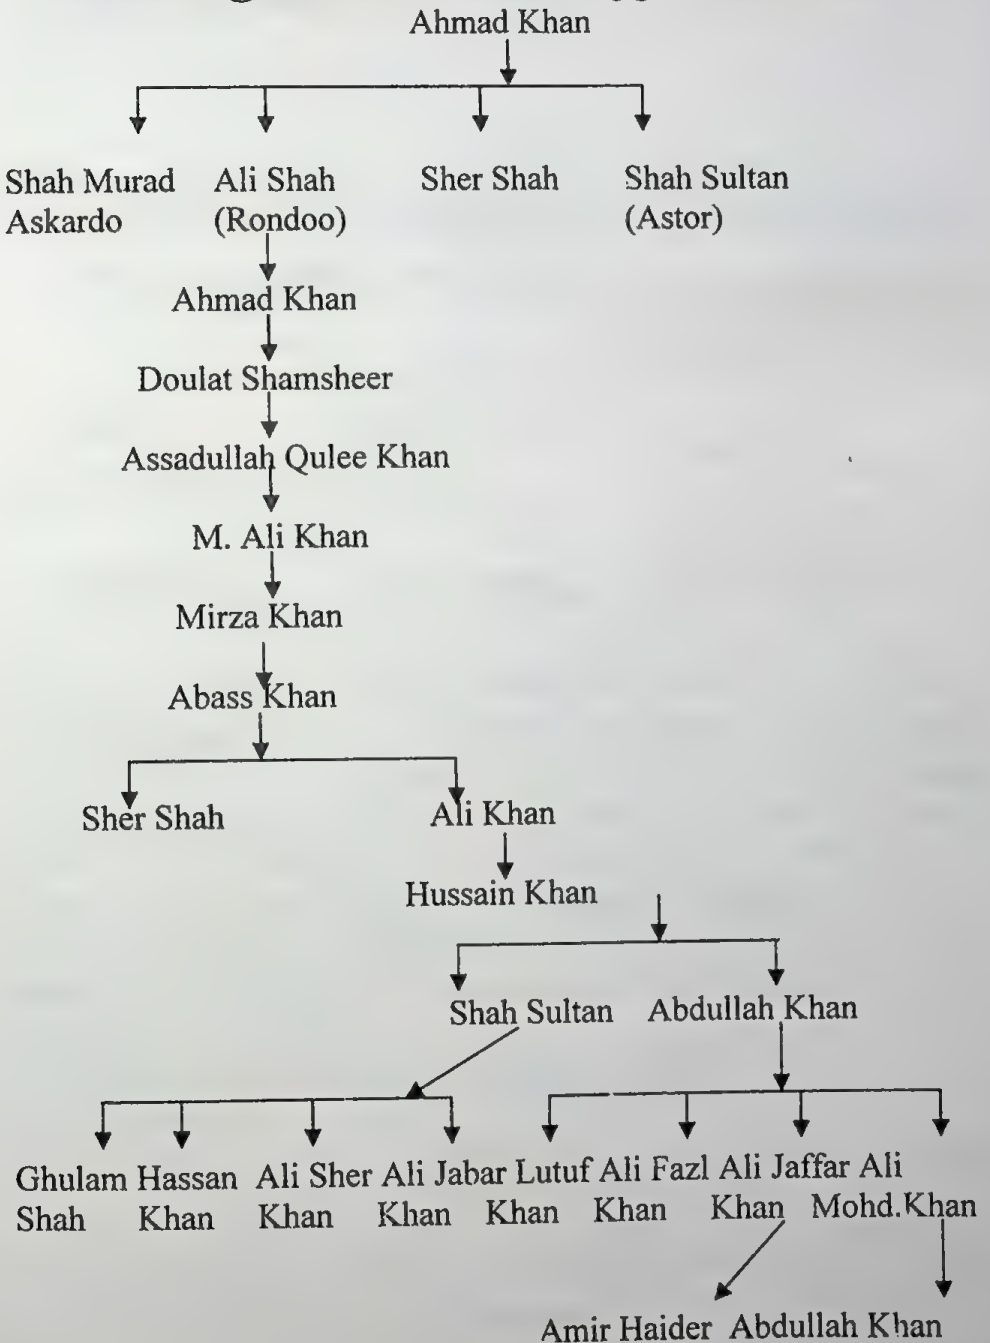 Ahmad Khan
Shah Murad Ali Shah Sher Shah Shah Sultan
Askardo (Rondoo) (Astor)
Ahmad Khan
Doulat Shamsheer
Assadullah Qulee Khan
M. Ali Khan
Mirza Khan
Abass Khan
Sher Shah Ali Khan
Hussain Khan
Shah Sultan Abdullah Khan
Ghulam Hassan Ali Sher Ali Jabar Lutuf Ali Fazl Ali Jaffar Ali
Shah Khan Khan Khan Khan Khan Khan Mohd.Khan
Amir Haider Abdullah Khan